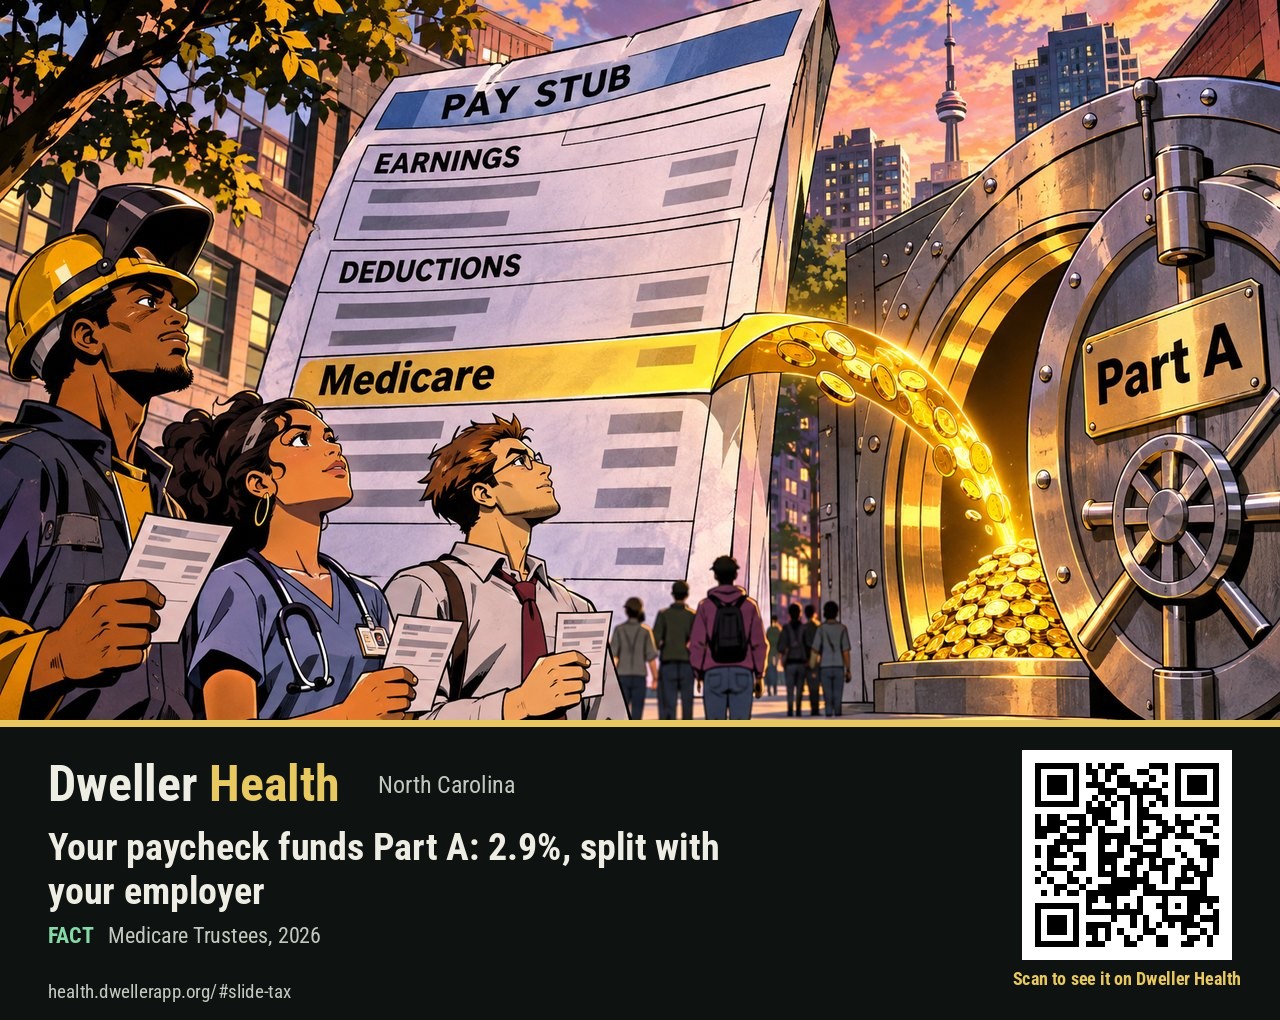 PAY STUB
EARNINGS
DEDUCTIONS
Medicare
Part A
Dweller Health
North Carolina
Your paycheck funds Part A: 2.9%, split with
your employer
FACT Medicare Trustees, 2026
health.dwellerapp.org/#slide-tax
Scan to see it on Dweller Health